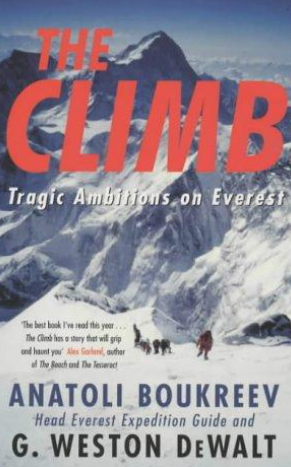 THE
CLIMB
Tragic Ambitions on Everest
'The best book I've read this year . . .
The Climb has a story that will grip
and haunt you' Alex Garland, author
of The Beach and The Tesseract
ANATOLI BOUKREEV
Head Everest Expedition Guide and
G. WESTON DeWALT